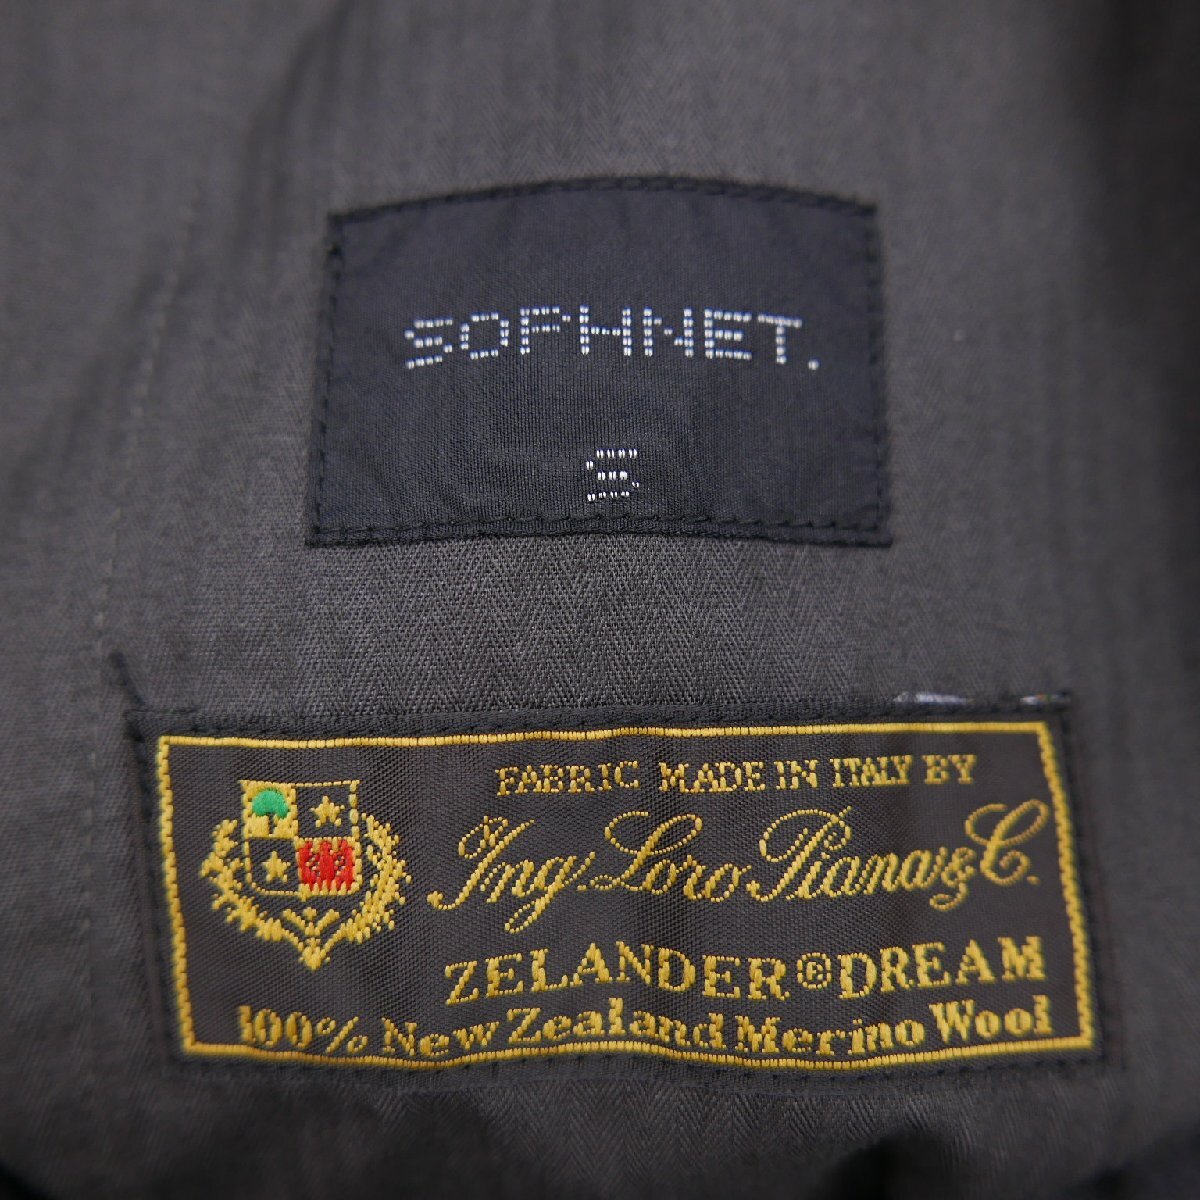 SOPHNET.
S
FABRIC MADE IN ITALY BY
Ing. Loro Piana & C.
ZELANDER®DREAM
100% New Zealand Merino Wool